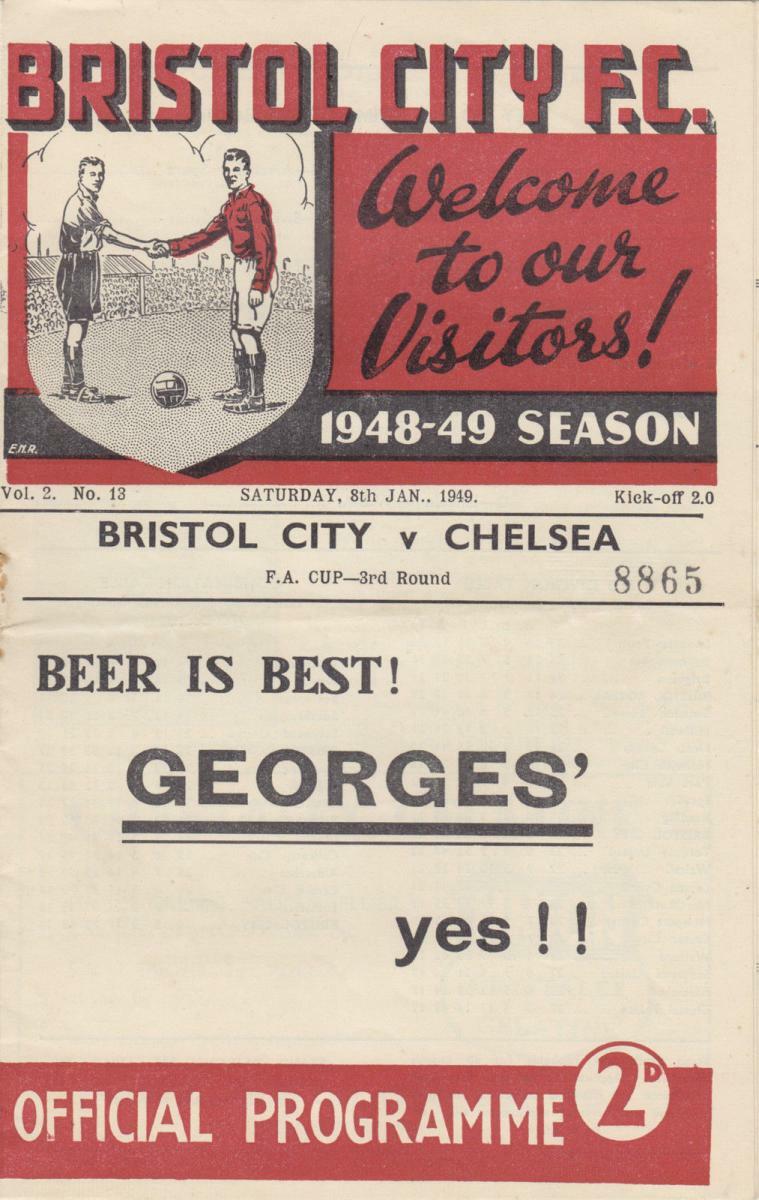 BRISTOL CITY F.C.
Welcome
to our
Visitors!
1948-49 SEASON
E.M.R.
Vol. 2. No. 13 SATURDAY, 8th JAN., 1949. Kick-off 2.0
BRISTOL CITY v CHELSEA
F.A. CUP—3rd Round 8865
BEER IS BEST!
GEORGES’
yes !!
OFFICIAL PROGRAMME 2D